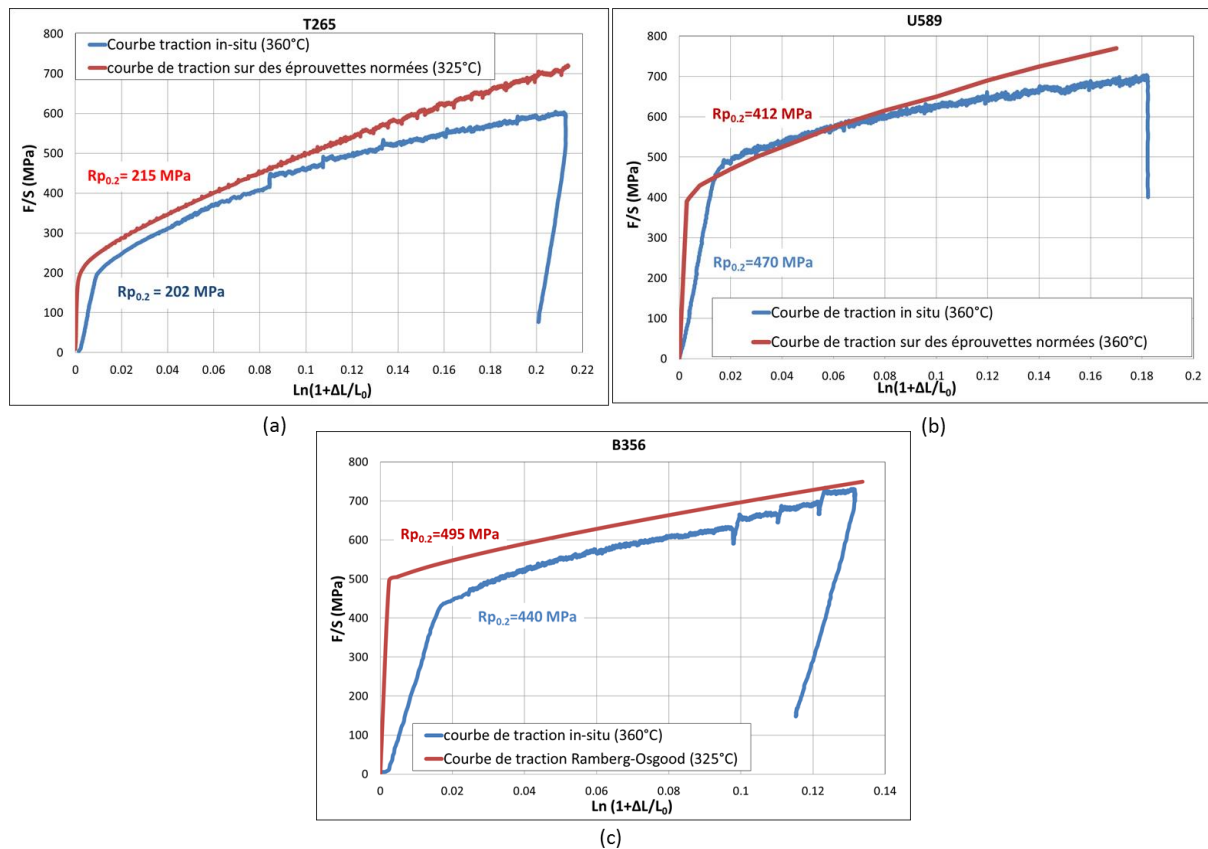 T265
Courbe traction in-situ (360°C)
courbe de traction sur des éprouvettes normées (325°C)
800
700
600
500
400
300
200
100
0
F/S (MPa)
Rp0.2= 215 MPa
Rp0.2 = 202 MPa
0 0.02 0.04 0.06 0.08 0.1 0.12 0.14 0.16 0.18 0.2 0.22
Ln(1+ΔL/L0)
(a)
U589
800
700
600
500
400
300
200
100
0
F/S (MPa)
Rp0.2=412 MPa
Rp0.2=470 MPa
Courbe de traction in situ (360°C)
Courbe de traction sur des éprouvettes normées (360°C)
0 0.02 0.04 0.06 0.08 0.1 0.12 0.14 0.16 0.18 0.2
Ln(1+ΔL/L0)
(b)
B356
800
700
600
500
400
300
200
100
0
F/S (MPa)
Rp0.2=495 MPa
Rp0.2=440 MPa
courbe de traction in-situ (360°C)
Courbe de traction Ramberg-Osgood (325°C)
0 0.02 0.04 0.06 0.08 0.1 0.12 0.14
Ln (1+ΔL/L0)
(c)